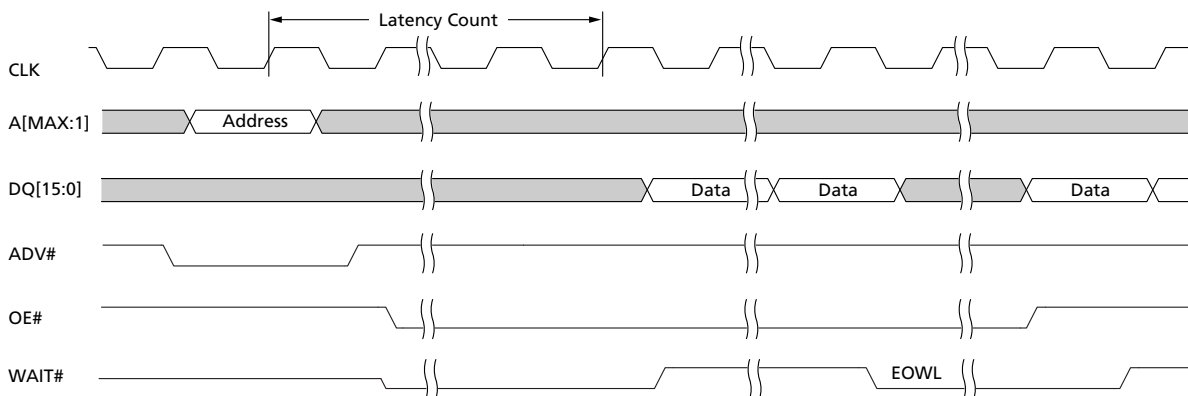 Latency Count
CLK
A[MAX:1]
Address
DQ[15:0]
Data
Data
Data
ADV#
OE#
WAIT#
EOWL